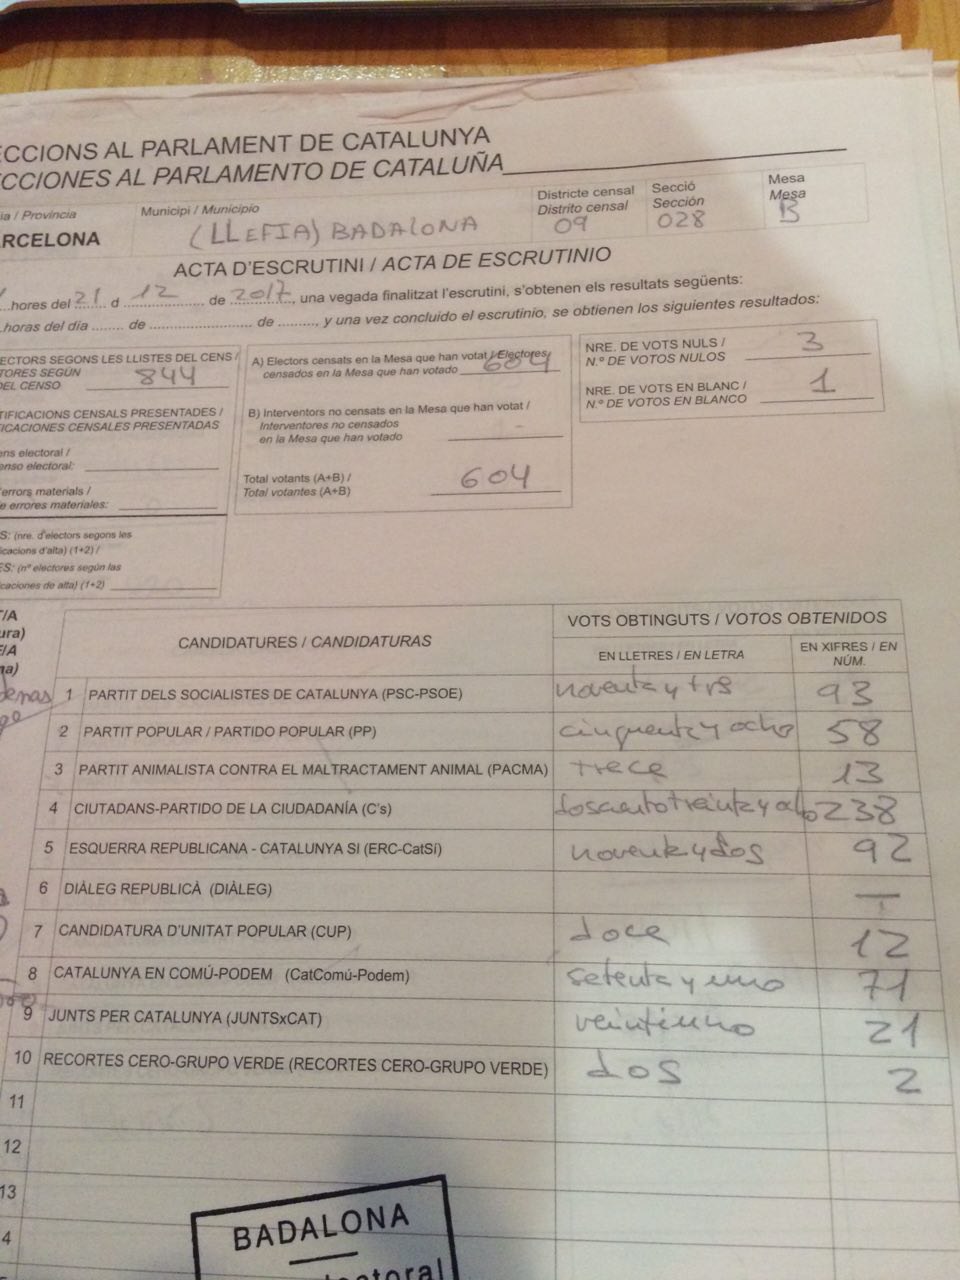 ECCIONS AL PARLAMENT DE CATALUNYA
CCIONES AL PARLAMENTO DE CATALUÑA
ia / Provincia
RCELONA
Municipi / Municipio
(LLEFIA) BADALONA
Districte censal
Distrito censal
09
Secció
Sección
028
Mesa
Mesa
B
ACTA D'ESCRUTINI / ACTA DE ESCRUTINIO
...hores del 21 d 12 de 2017, una vegada finalitzat l'escrutini, s'obtenen els resultats següents:
.horas del día ........ de ........................ de ........, y una vez concluido el escrutinio, se obtienen los siguientes resultados:
ECTORS SEGONS LES LLISTES DEL CENS /
TORES SEGÚN
DEL CENSO 844
TIFICACIONS CENSALS PRESENTADES /
FICACIONES CENSALES PRESENTADAS
ens electoral /
enso electoral:
errors materials /
e errores materiales:
S: (nre. d'electors segons les
icacions d'alta) (1+2) /
ES: (nº electores según las
icaciones de alta) (1+2)
A) Electors censats en la Mesa que han votat / Electores
censados en la Mesa que han votado 604
B) Interventors no censats en la Mesa que han votat /
Interventores no censados
en la Mesa que han votado -
Total votants (A+B) /
Total votantes (A+B) 604
NRE. DE VOTS NULS /
N.º DE VOTOS NULOS 3
NRE. DE VOTS EN BLANC /
N.º DE VOTOS EN BLANCO 1
CANDIDATURES / CANDIDATURAS
VOTS OBTINGUTS / VOTOS OBTENIDOS
EN LLETRES / EN LETRA
EN XIFRES / EN
NÚM.
1 PARTIT DELS SOCIALISTES DE CATALUNYA (PSC-PSOE) noventa y trs 93
2 PARTIT POPULAR / PARTIDO POPULAR (PP) cinquenta y ocho 58
3 PARTIT ANIMALISTA CONTRA EL MALTRACTAMENT ANIMAL (PACMA) trece 13
4 CIUTADANS-PARTIDO DE LA CIUDADANÍA (C's) 238
5 ESQUERRA REPUBLICANA - CATALUNYA SI (ERC-CatSí) noventa y dos 92
6 DIÀLEG REPUBLICÀ (DIÀLEG) —
7 CANDIDATURA D'UNITAT POPULAR (CUP) doce 12
8 CATALUNYA EN COMÚ-PODEM (CatComú-Podem) setenta y uno 71
9 JUNTS PER CATALUNYA (JUNTSxCAT) veintiuno 21
10 RECORTES CERO-GRUPO VERDE (RECORTES CERO-GRUPO VERDE) dos 2
11
12
13
4
BADALONA